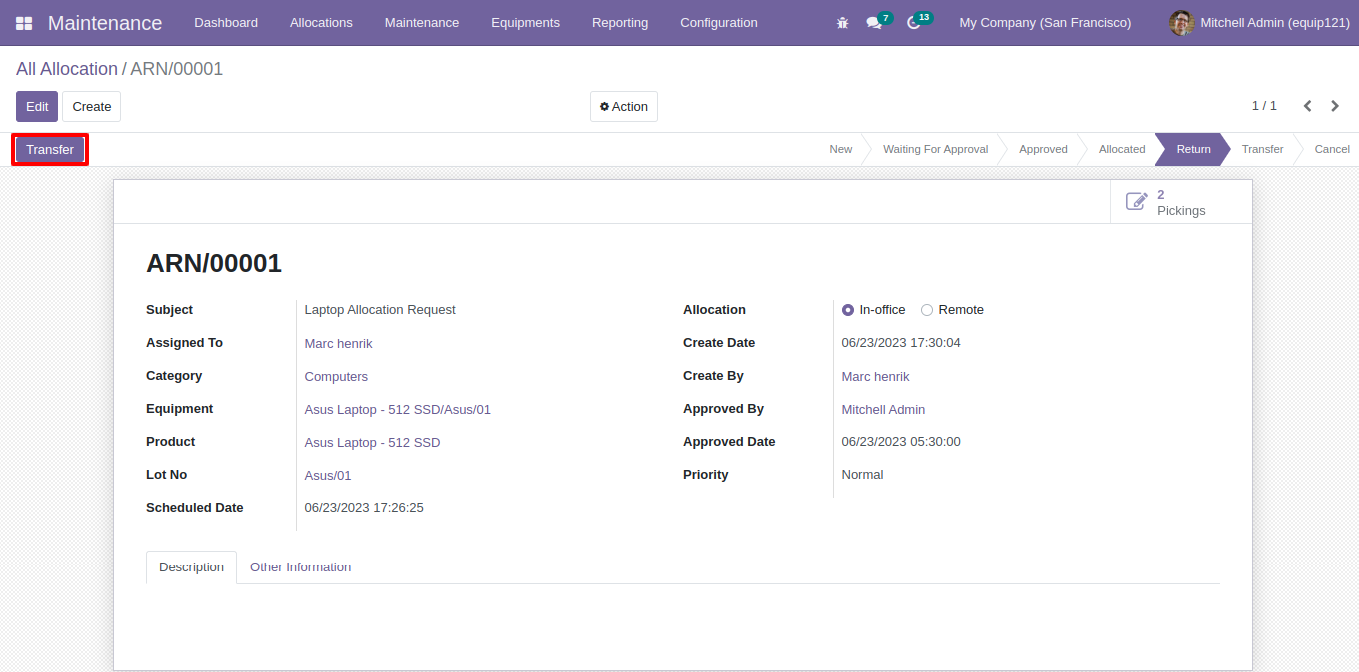 Maintenance Dashboard Allocations Maintenance Equipments Reporting Configuration 7 13 My Company (San Francisco) Mitchell Admin (equip121)
All Allocation / ARN/00001
Edit Create Action 1 / 1
Transfer New Waiting For Approval Approved Allocated Return Transfer Cancel
2
Pickings
ARN/00001
Subject Laptop Allocation Request Allocation In-office Remote
Assigned To Marc henrik Create Date 06/23/2023 17:30:04
Category Computers Create By Marc henrik
Equipment Asus Laptop - 512 SSD/Asus/01 Approved By Mitchell Admin
Product Asus Laptop - 512 SSD Approved Date 06/23/2023 05:30:00
Lot No Asus/01 Priority Normal
Scheduled Date 06/23/2023 17:26:25
Description Other Information